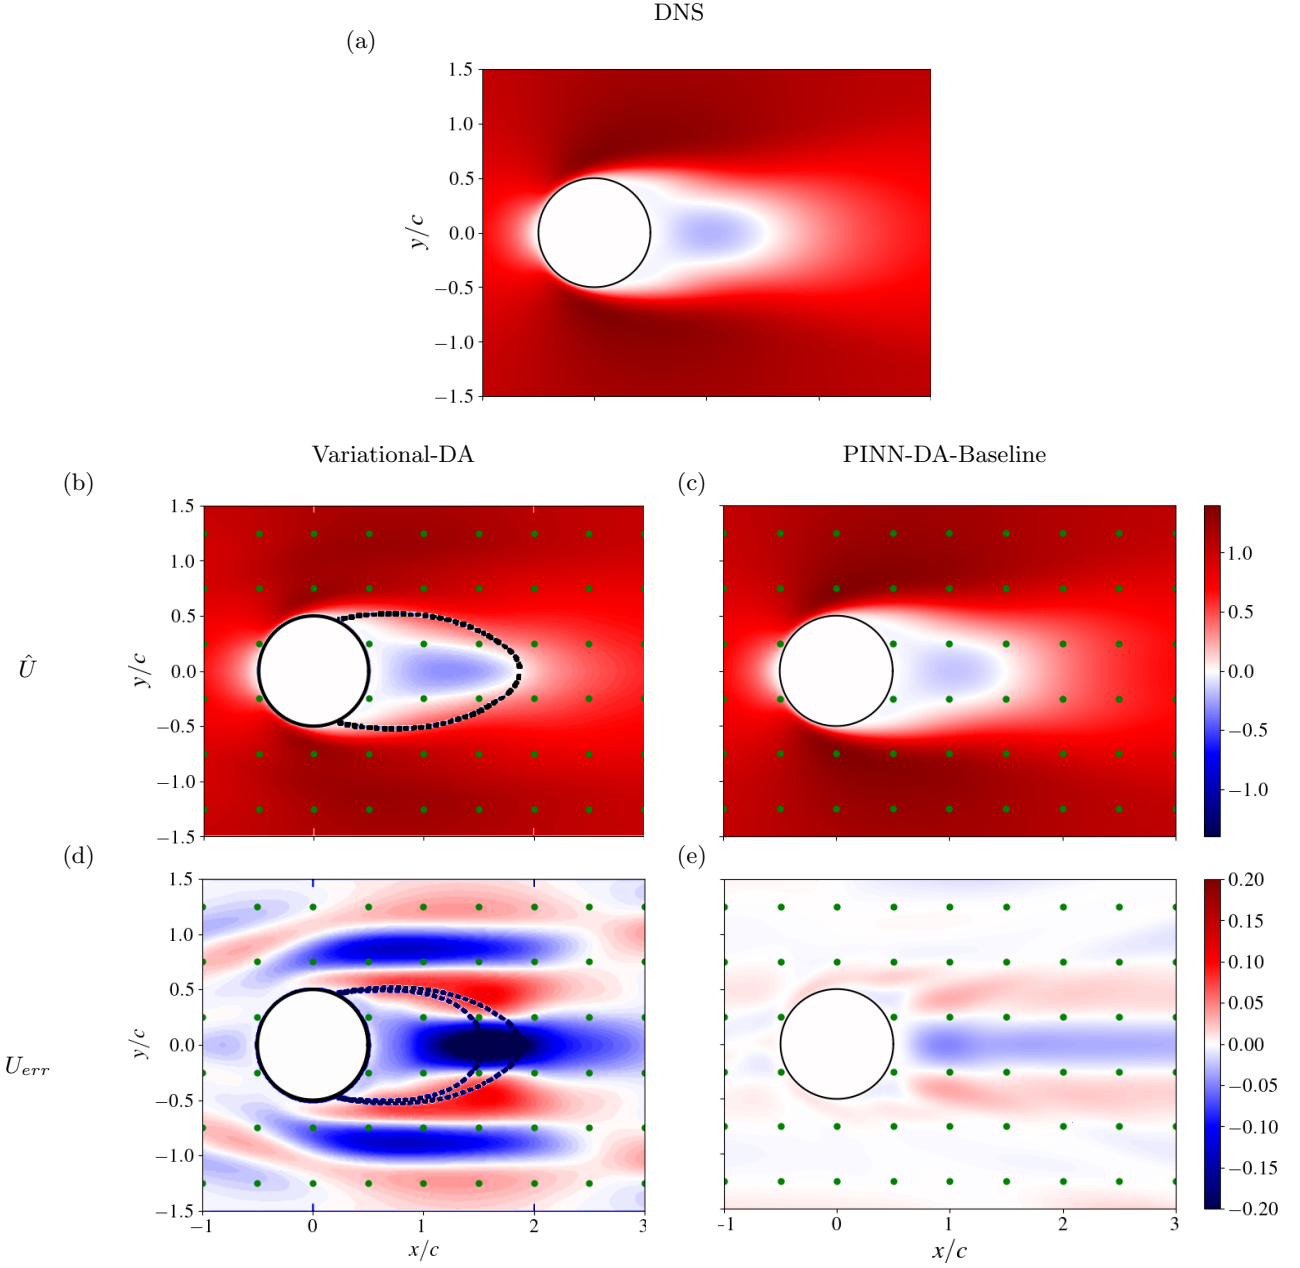 DNS
(a)
1.5
1.0
0.5
0.0
−0.5
−1.0
−1.5
y/c
Variational-DA
PINN-DA-Baseline
(b)
(c)
1.5
1.0
0.5
0.0
−0.5
−1.0
−1.5
y/c
Û
1.0
0.5
0.0
−0.5
−1.0
(d)
(e)
1.5
1.0
0.5
0.0
−0.5
−1.0
−1.5
y/c
U_err
−1 0 1 2 3
x/c
-1 0 1 2 3
x/c
0.20
0.15
0.10
0.05
0.00
−0.05
−0.10
−0.15
−0.20